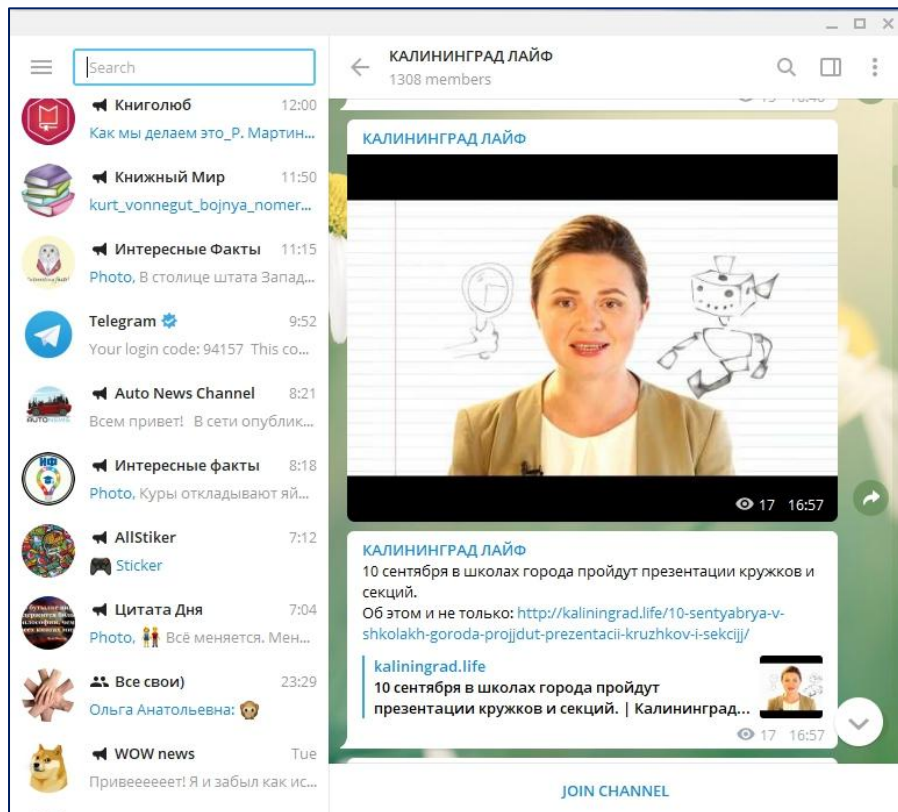 Search
Книголюб 12:00
Как мы делаем это_Р. Мартин...
Книжный Мир 11:50
kurt_vonnegut_bojnya_nomer...
Интересные Факты 11:15
Photo, В столице штата Запад...
Telegram 9:52
Your login code: 94157 This co...
Auto News Channel 8:21
Всем привет! В сети опублик...
Интересные факты 8:18
Photo, Куры откладывают яй...
AllStiker 7:12
Sticker
Цитата Дня 7:04
Photo, Всё меняется. Мен...
Все свои) 23:29
Ольга Анатольевна:
WOW news Tue
Привеееееет! Я и забыл как ис...
КАЛИНИНГРАД ЛАЙФ
1308 members
КАЛИНИНГРАД ЛАЙФ
17 16:57
КАЛИНИНГРАД ЛАЙФ
10 сентября в школах города пройдут презентации кружков и
секций.
Об этом и не только: http://kaliningrad.life/10-sentyabrya-v-
shkolakh-goroda-projjdut-prezentacii-kruzhkov-i-sekcijj/
kaliningrad.life
10 сентября в школах города пройдут
презентации кружков и секций. | Калининград...
17 16:57
JOIN CHANNEL